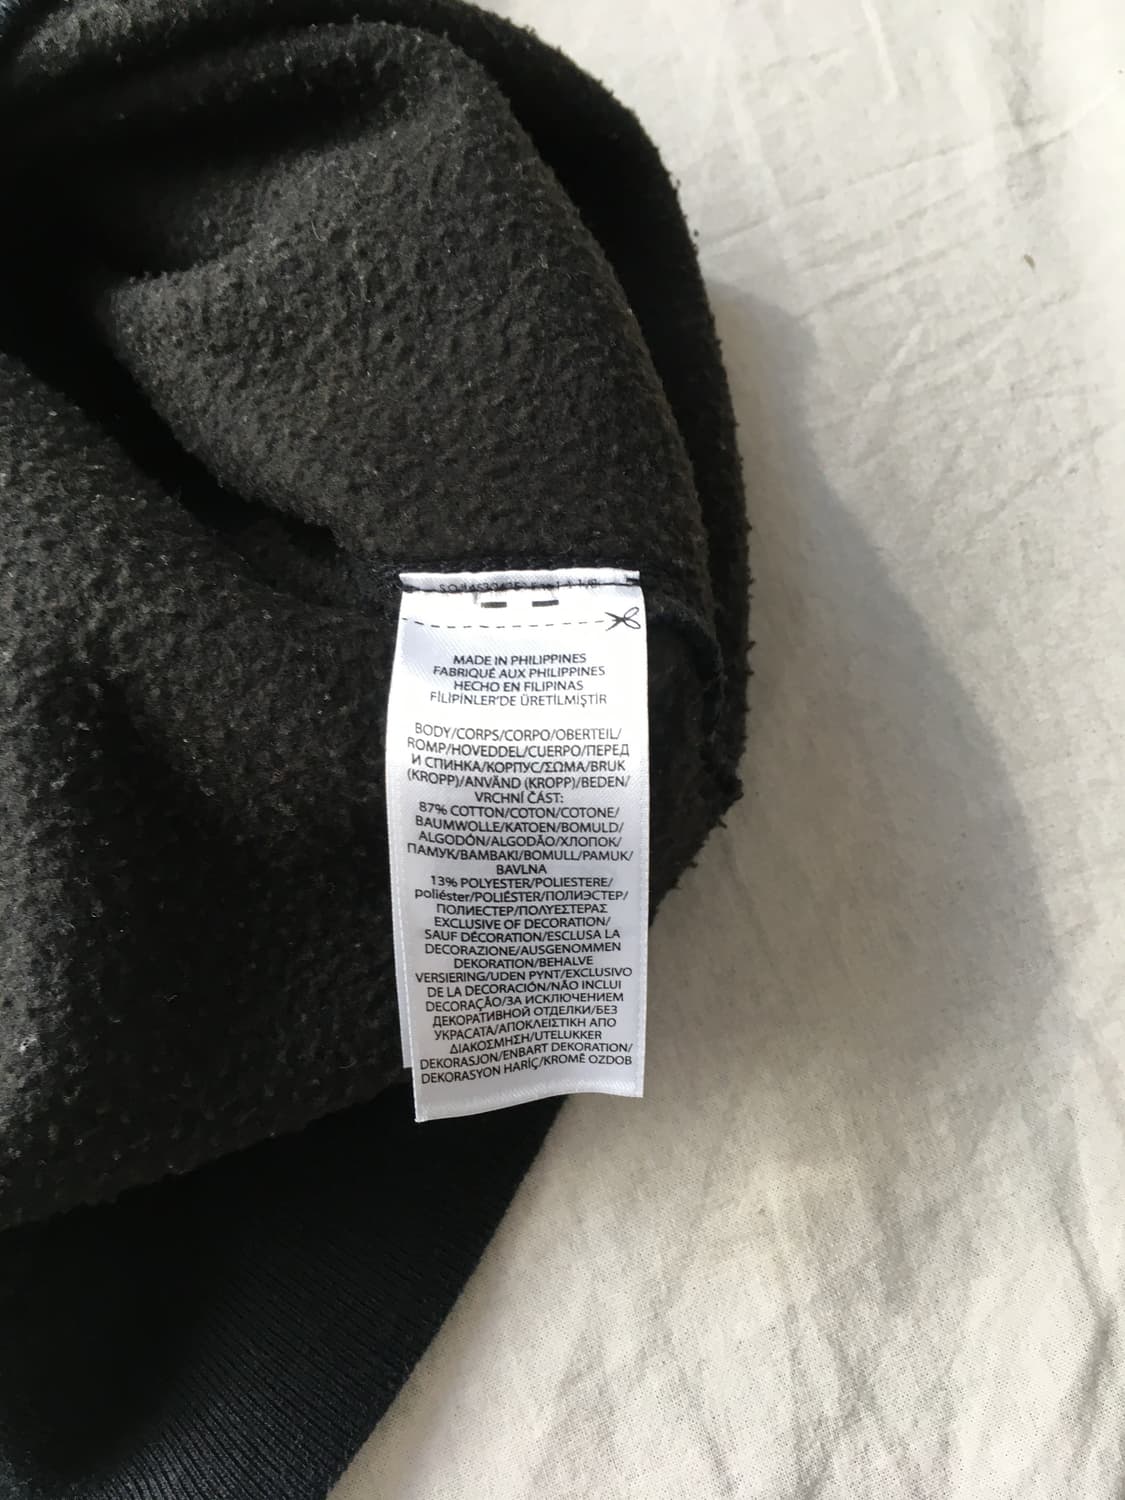 MADE IN PHILIPPINES
FABRIQUÉ AUX PHILIPPINES
HECHO EN FILIPINAS
FİLİPİNLER'DE ÜRETİLMİŞTİR
BODY/CORPS/CORPO/OBERTEIL/
ROMP/HOVEDDEL/CUERPO/ПЕРЕД
И СПИНКА/КОРПУС/ΣΩΜΑ/BRUK
(KROPP)/ANVÄND (KROPP)/BEDEN/
VRCHNÍ ČÁST:
87% COTTON/COTON/COTONE/
BAUMWOLLE/KATOEN/BOMULD/
ALGODÓN/ALGODÃO/ХЛОПОК/
ПАМУК/ΒΑΜΒΑΚΙ/BOMULL/PAMUK/
BAVLNA
13% POLYESTER/POLIESTERE/
poliéster/POLIÉSTER/ПОЛИЭСТЕР/
ПОЛИЕСТЕР/ΠΟΛΥΕΣΤΕΡΑΣ
EXCLUSIVE OF DECORATION/
SAUF DÉCORATION/ESCLUSA LA
DECORAZIONE/AUSGENOMMEN
DEKORATION/BEHALVE
VERSIERING/UDEN PYNT/EXCLUSIVO
DE LA DECORACIÓN/NÃO INCLUI
DECORAÇÃO/ЗА ИСКЛЮЧЕНИЕМ
ДЕКОРАТИВНОЙ ОТДЕЛКИ/БЕЗ
УКРАСАТА/ΑΠΟΚΛΕΙΣΤΙΚΗ ΑΠΟ
ΔΙΑΚΟΣΜΗΣΗ/UTELUKKER
DEKORASJON/ENBART DEKORATION/
DEKORASYON HARİÇ/KROMĚ OZDOB